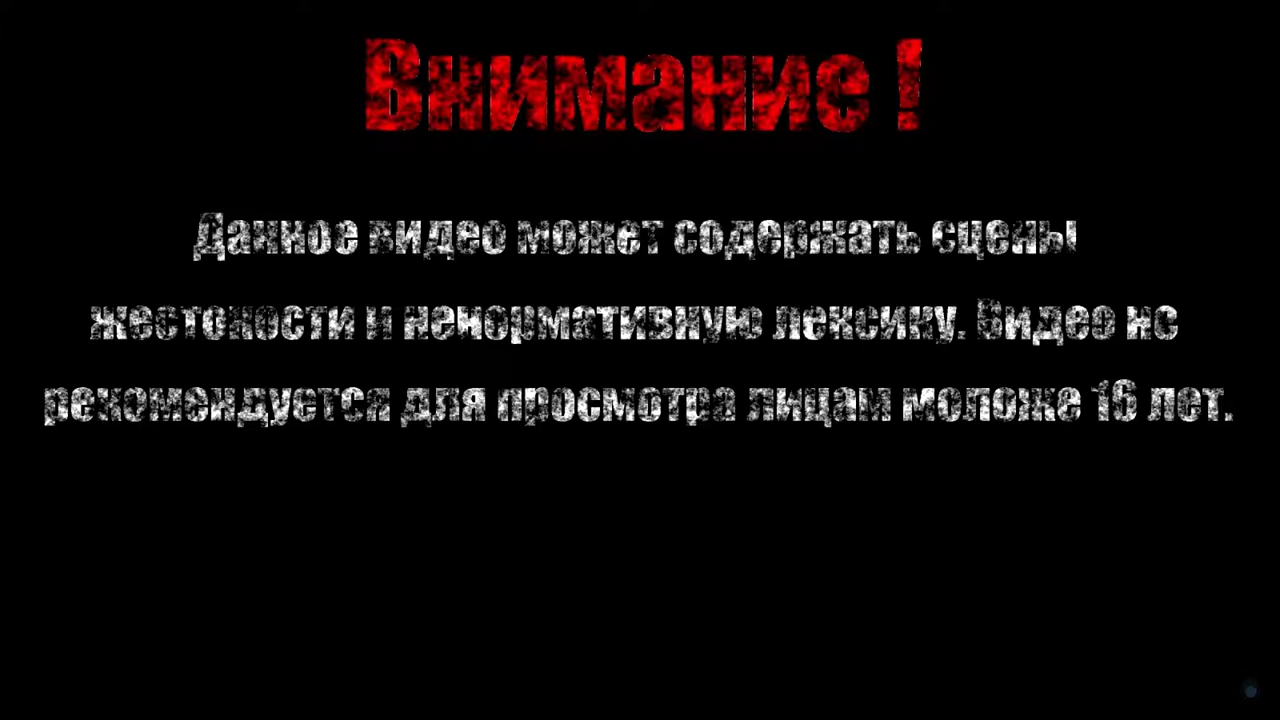 Внимание !
Данное видео может содержать сцены
жестокости и ненормативную лексику. Видео не
рекомендуется для просмотра лицам моложе 16 лет.